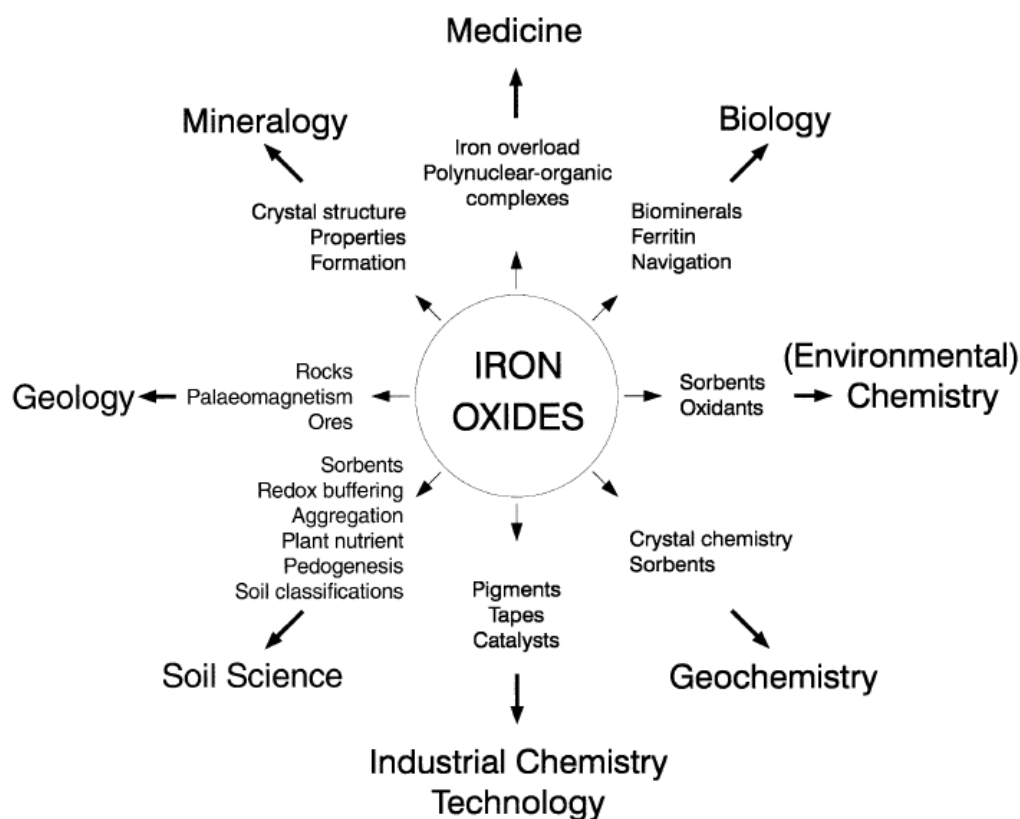 Medicine
Iron overload
Polynuclear-organic
complexes
Mineralogy
Crystal structure
Properties
Formation
Biology
Biominerals
Ferritin
Navigation
IRON
OXIDES
Geology
Rocks
Palaeomagnetism
Ores
Sorbents
Oxidants
(Environmental)
Chemistry
Sorbents
Redox buffering
Aggregation
Plant nutrient
Pedogenesis
Soil classifications
Soil Science
Pigments
Tapes
Catalysts
Industrial Chemistry
Technology
Crystal chemistry
Sorbents
Geochemistry